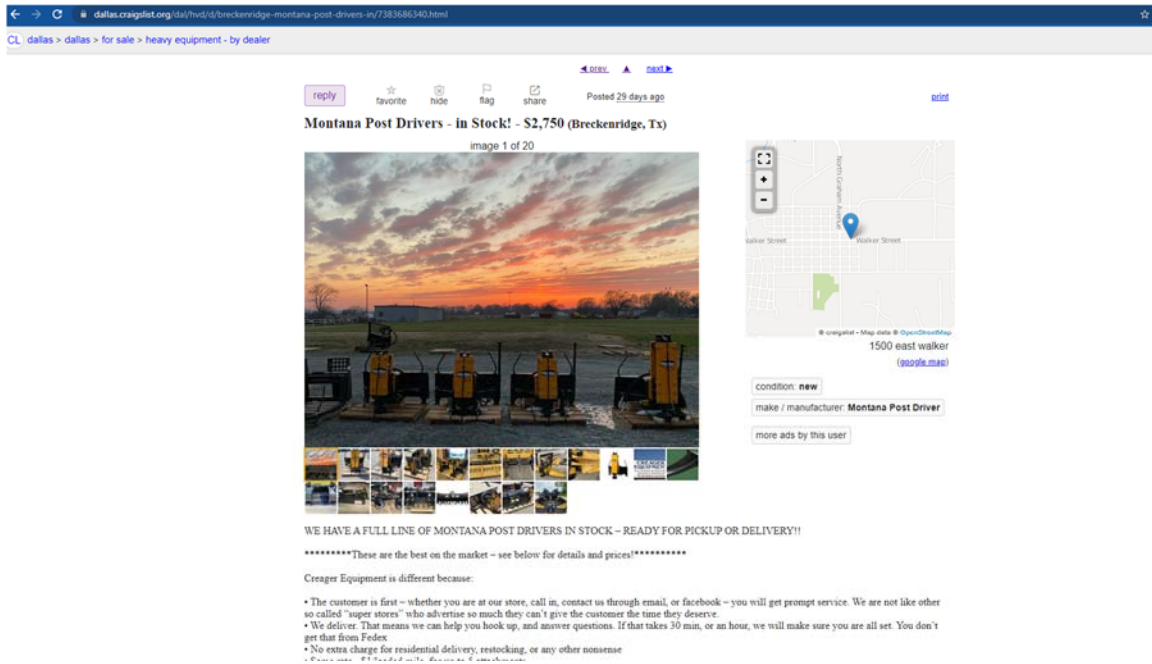 dallas.craigslist.org/dal/hvd/d/breckenridge-montana-post-drivers-in/7383686340.html
CL dallas > dallas > for sale > heavy equipment - by dealer
◀ prev ▲ next ▶
reply favorite hide flag share Posted 29 days ago print
Montana Post Drivers - in Stock! - $2,750 (Breckenridge, Tx)
image 1 of 20
+
−
North Graham Avenue
Walker Street
Walker Street
© craigslist - Map data © OpenStreetMap
1500 east walker
(google map)
condition: new
make / manufacturer: Montana Post Driver
more ads by this user
CREAGER
WE HAVE A FULL LINE OF MONTANA POST DRIVERS IN STOCK – READY FOR PICKUP OR DELIVERY!!
*********These are the best on the market – see below for details and prices!**********
Creager Equipment is different because:
• The customer is first – whether you are at our store, call in, contact us through email, or facebook – you will get prompt service. We are not like other
so called “super stores” who advertise so much they can’t give the customer the time they deserve.
• We deliver. That means we can help you hook up, and answer questions. If that takes 30 min, or an hour, we will make sure you are all set. You don’t
get that from Fedex
• No extra charge for residential delivery, restocking, or any other nonsense